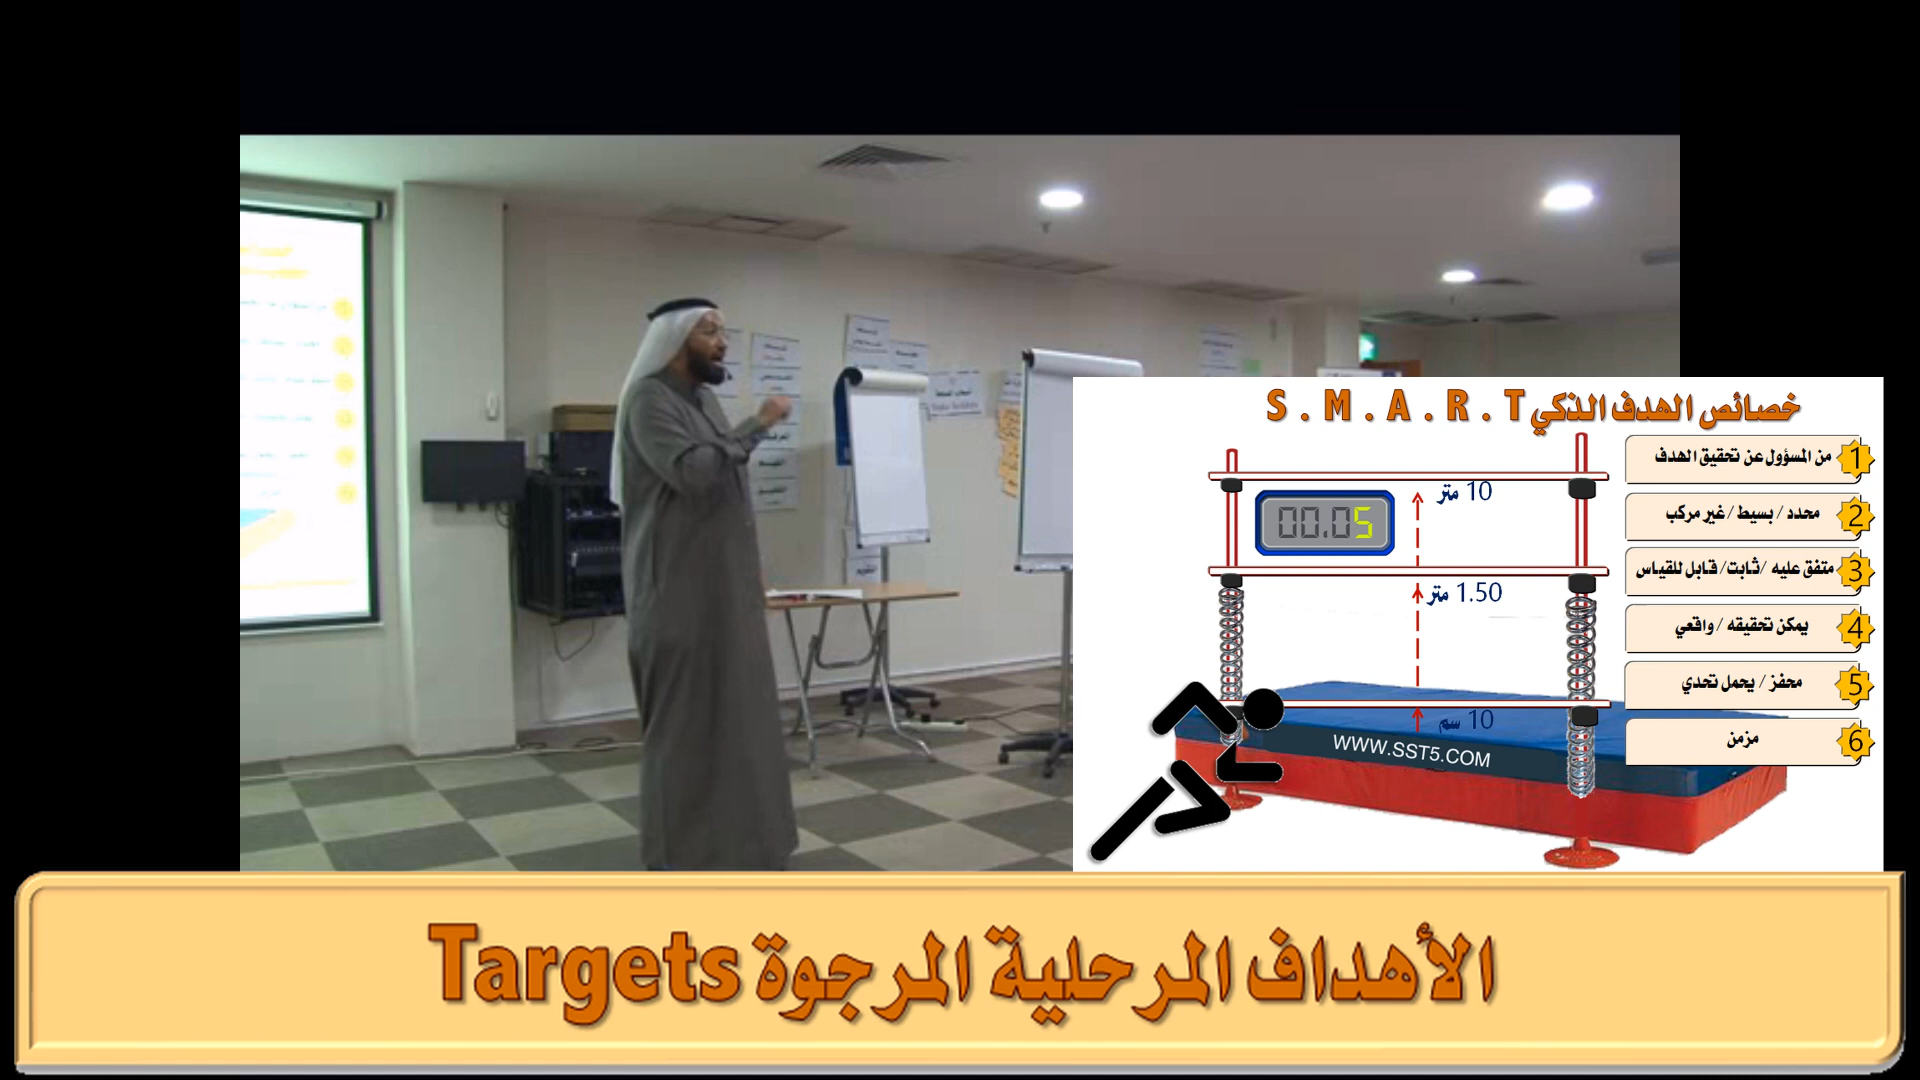 خصائص الهدف الذكي S . M . A . R . T
1 من المسؤول عن تحقيق الهدف
2 محدد / بسيط / غير مركب
3 متفق عليه /ثابت/ قابل للقياس
4 يمكن تحقيقه / واقعي
5 محفز / يحمل تحدي
6 مزمن
10 متر
00.05
1.50 متر
10 سم
WWW.SST5.COM
الأهداف المرحلية المرجوة Targets